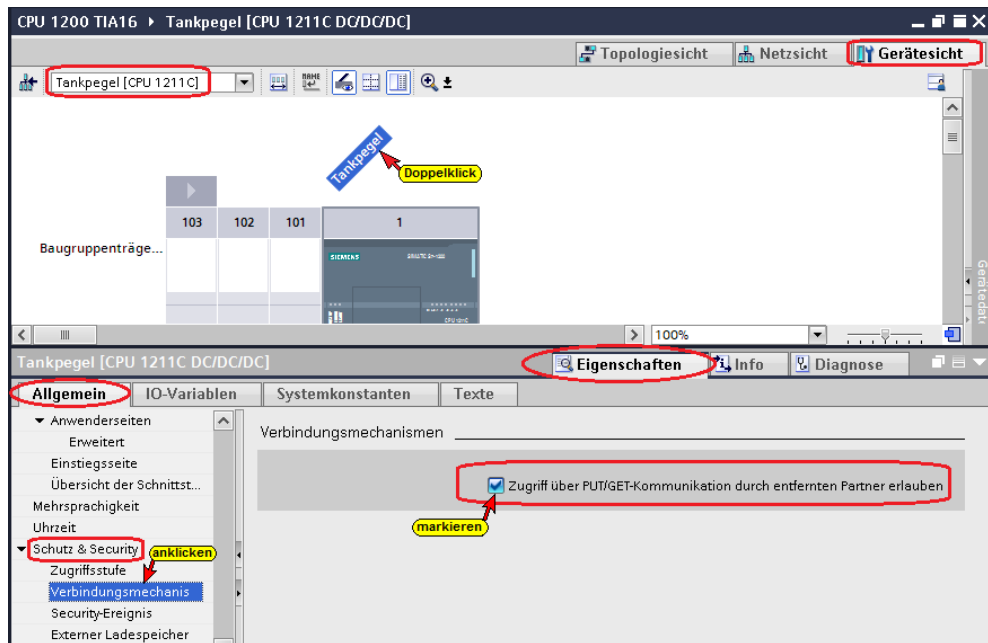 CPU 1200 TIA16 ▸ Tankpegel [CPU 1211C DC/DC/DC]
Topologiesicht Netzsicht Gerätesicht
Tankpegel [CPU 1211C]
Tankpegel
Doppelklick
103 102 101 1
Baugruppenträge...
SIEMENS
CPU 1211C
100%
Tankpegel [CPU 1211C DC/DC/DC]
Eigenschaften Info Diagnose
Allgemein IO-Variablen Systemkonstanten Texte
Anwenderseiten
Erweitert
Einstiegsseite
Übersicht der Schnittst...
Mehrsprachigkeit
Uhrzeit
Schutz & Security
anklicken
Zugriffsstufe
Verbindungsmechanis
Security-Ereignis
Externer Ladespeicher
Verbindungsmechanismen
Zugriff über PUT/GET-Kommunikation durch entfernten Partner erlauben
markieren